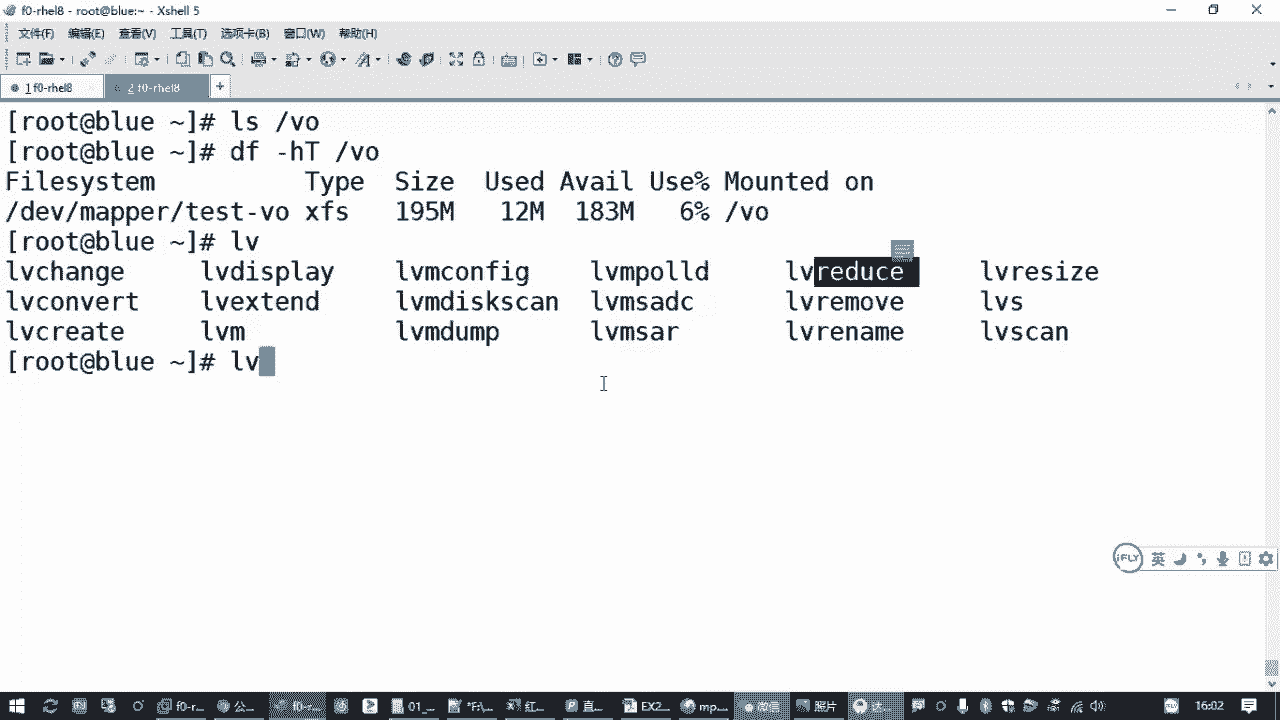 f0-rhel8 - root@blue:~ - Xshell 5
文件(F) 编辑(E) 查看(V) 工具(T) 选项卡(B) 窗口(W) 帮助(H)
1 f0-rhel8 2 f0-rhel8 +
[root@blue ~]# ls /vo
[root@blue ~]# df -hT /vo
Filesystem Type Size Used Avail Use% Mounted on
/dev/mapper/test-vo xfs 195M 12M 183M 6% /vo
[root@blue ~]# lv
lvchange lvdisplay lvmconfig lvmpolld lvreduce lvresize
lvconvert lvextend lvmdiskscan lvmsadc lvremove lvs
lvcreate lvm lvmdump lvmsar lvrename lvscan
[root@blue ~]# lv
iFLY 英
f0-r... 公... f0-... 01_... 红... 直... EX2... mp... 照片 16:02